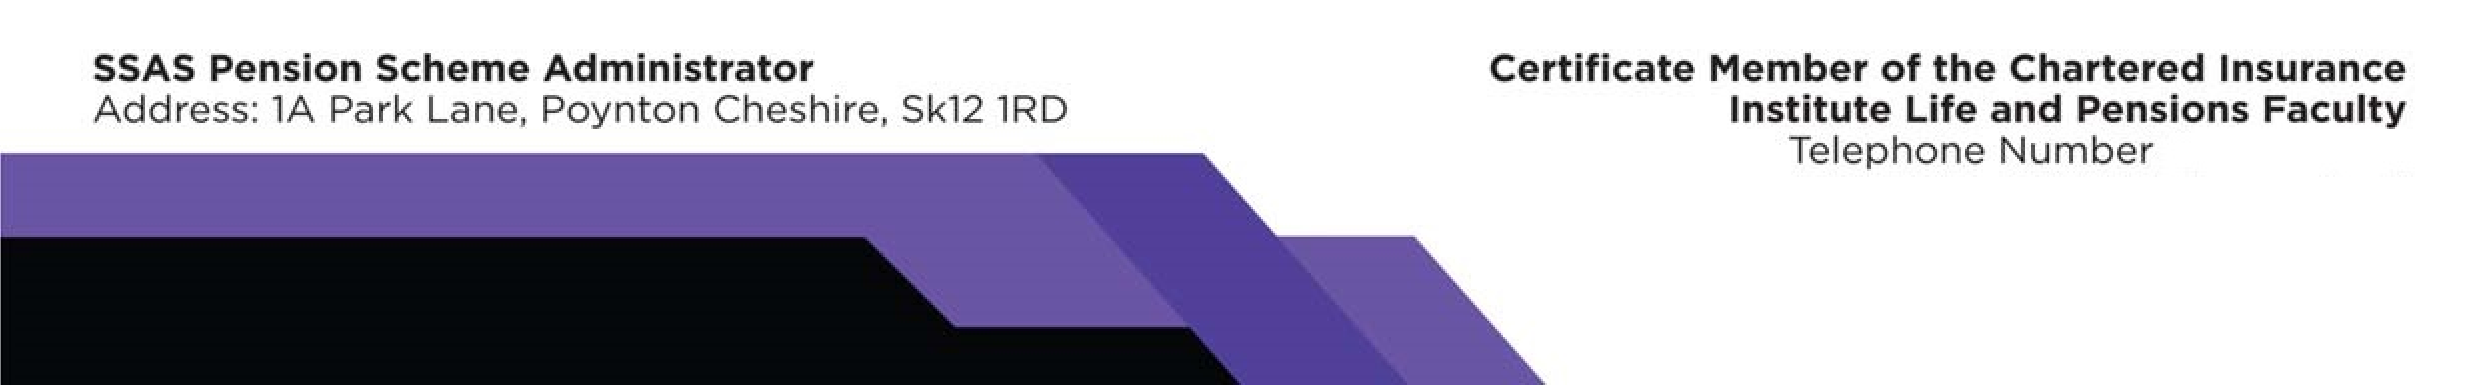 SSAS Pension Scheme Administrator
Address: 1A Park Lane, Poynton Cheshire, Sk12 1RD
Certificate Member of the Chartered Insurance
Institute Life and Pensions Faculty
Telephone Number